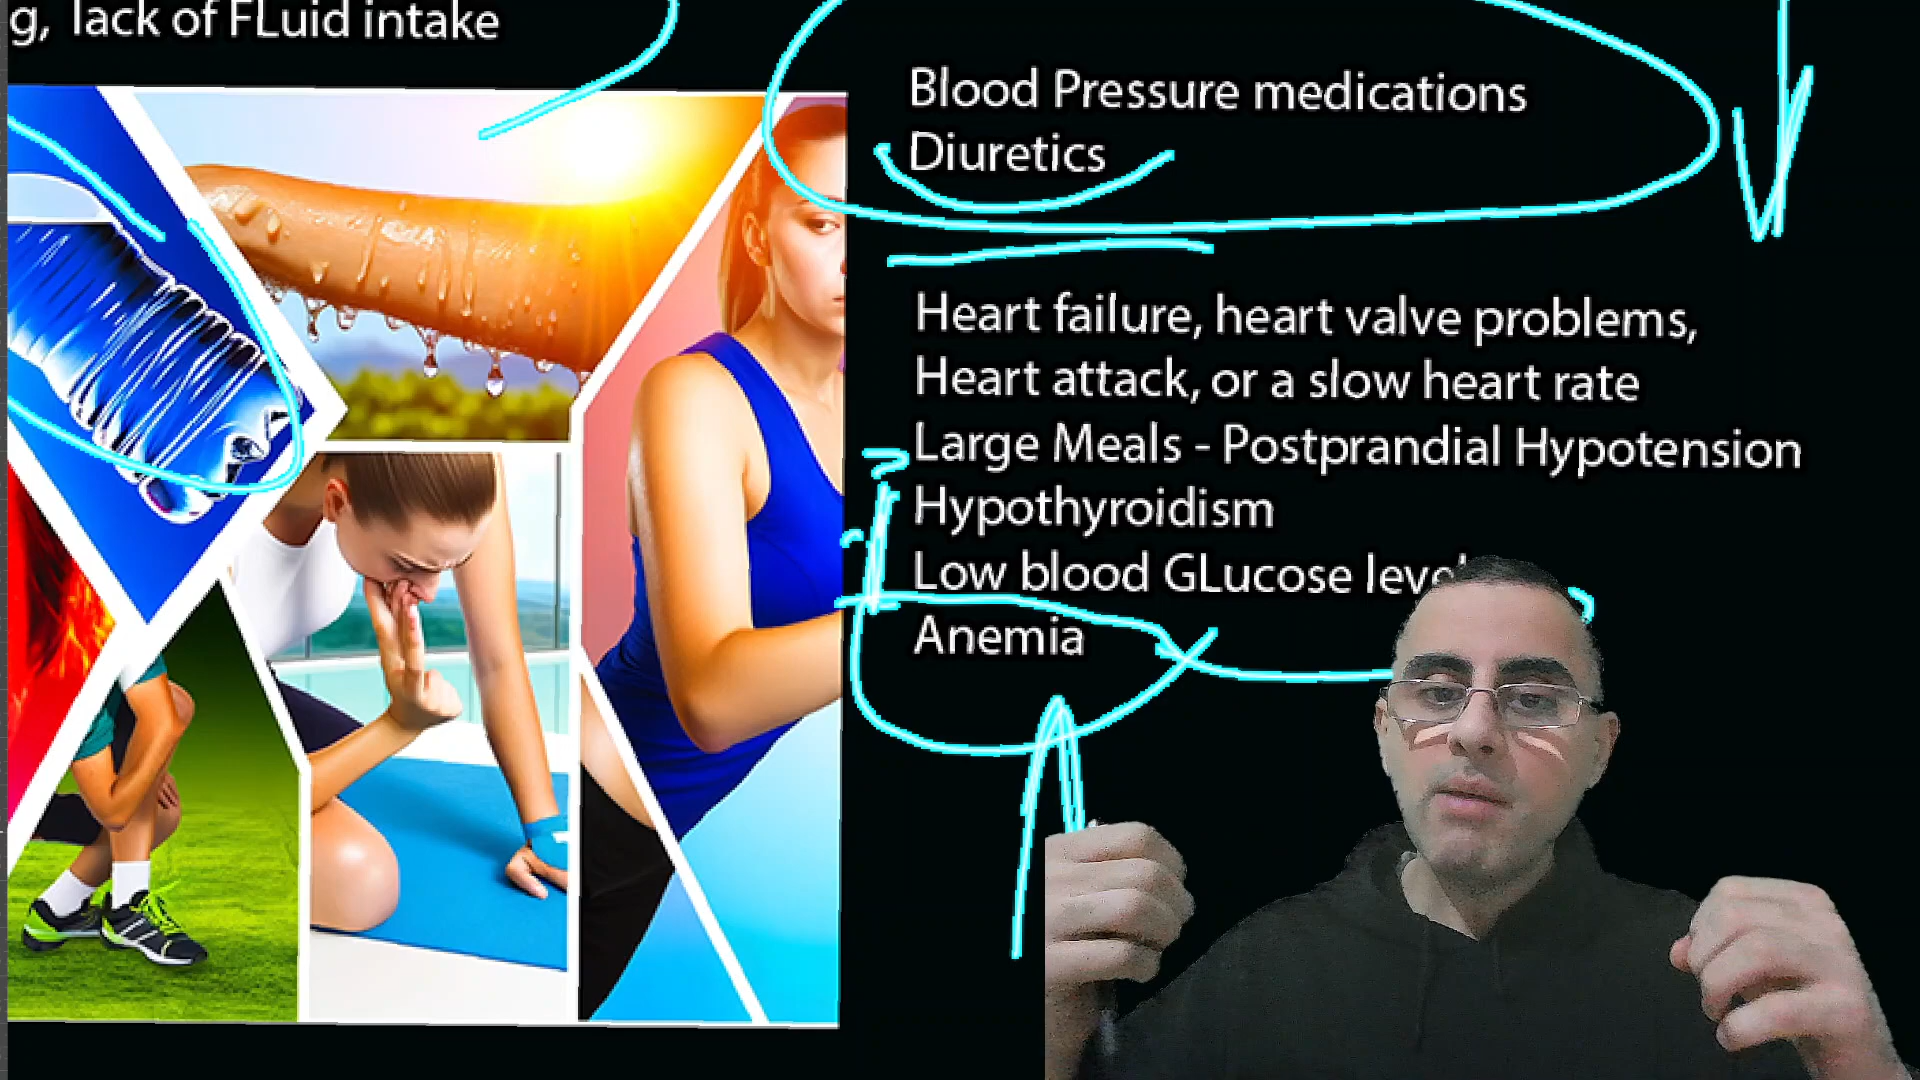 g, lack of FLuid intake
Blood Pressure medications
Diuretics
Heart failure, heart valve problems,
Heart attack, or a slow heart rate
Large Meals - Postprandial Hypotension
Hypothyroidism
Low blood GLucose
Anemia